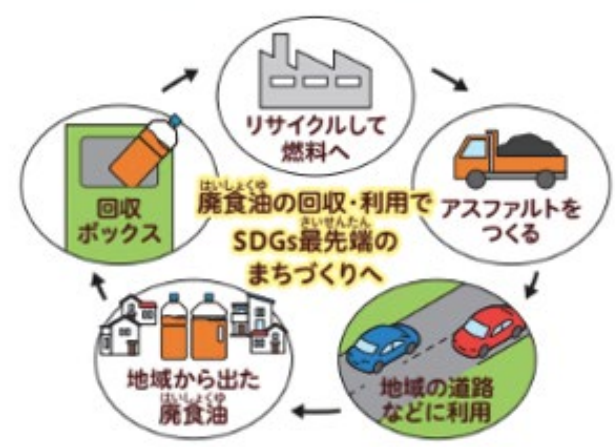 リサイクルして
燃料へ
アスファルトを
つくる
地域の道路
などに利用
地域から出た
はいしょくゆ
廃食油
回収
ボックス
はいしょくゆ
廃食油の回収・利用で
さいせんたん
SDGs最先端の
まちづくりへ